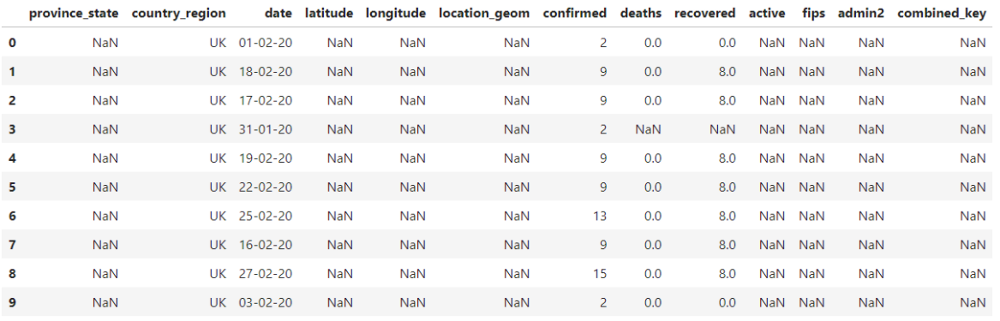 province_state country_region date latitude longitude location_geom confirmed deaths recovered active fips admin2 combined_key
0 NaN UK 01-02-20 NaN NaN NaN 2 0.0 0.0 NaN NaN NaN NaN
1 NaN UK 18-02-20 NaN NaN NaN 9 0.0 8.0 NaN NaN NaN NaN
2 NaN UK 17-02-20 NaN NaN NaN 9 0.0 8.0 NaN NaN NaN NaN
3 NaN UK 31-01-20 NaN NaN NaN 2 NaN NaN NaN NaN NaN NaN
4 NaN UK 19-02-20 NaN NaN NaN 9 0.0 8.0 NaN NaN NaN NaN
5 NaN UK 22-02-20 NaN NaN NaN 9 0.0 8.0 NaN NaN NaN NaN
6 NaN UK 25-02-20 NaN NaN NaN 13 0.0 8.0 NaN NaN NaN NaN
7 NaN UK 16-02-20 NaN NaN NaN 9 0.0 8.0 NaN NaN NaN NaN
8 NaN UK 27-02-20 NaN NaN NaN 15 0.0 8.0 NaN NaN NaN NaN
9 NaN UK 03-02-20 NaN NaN NaN 2 0.0 0.0 NaN NaN NaN NaN